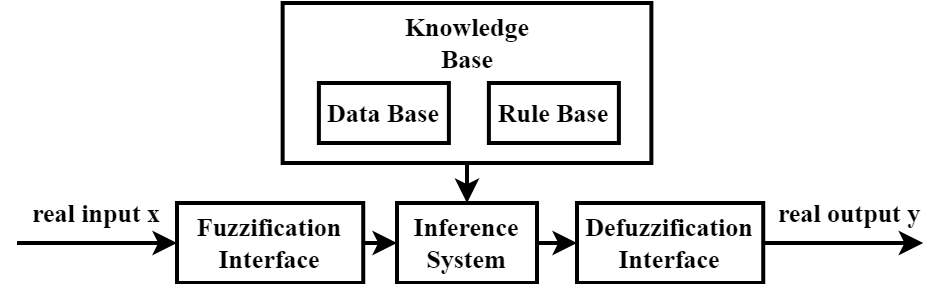 Knowledge
Base
Data Base
Rule Base
real input x
Fuzzification
Interface
Inference
System
Defuzzification
Interface
real output y